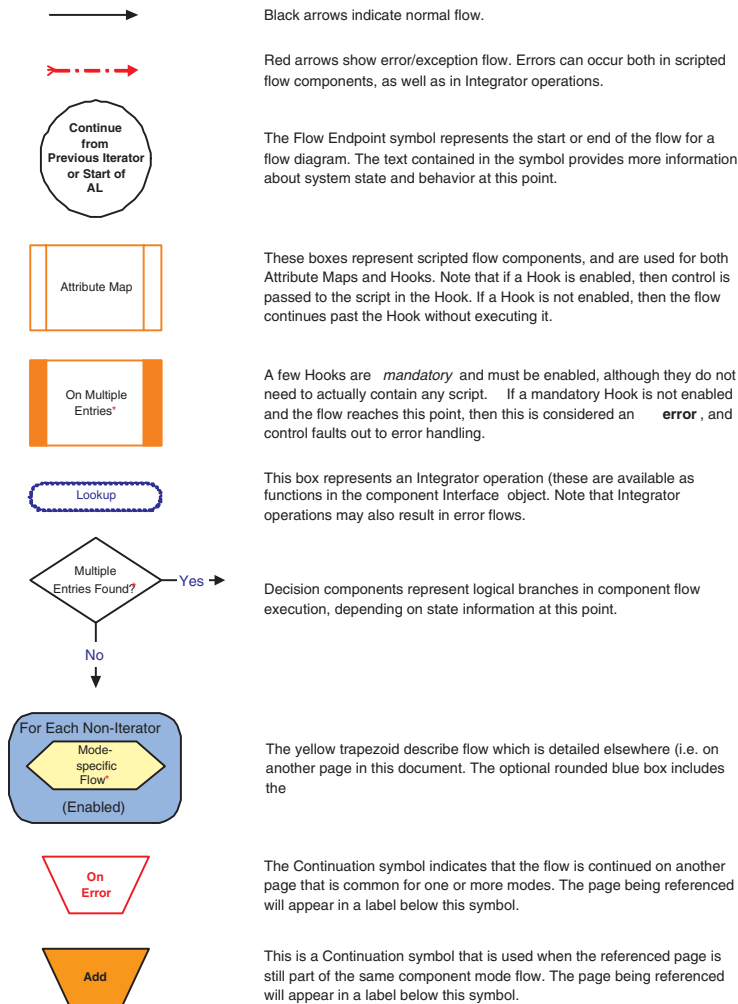 Black arrows indicate normal flow.
Red arrows show error/exception flow. Errors can occur both in scripted
flow components, as well as in Integrator operations.
Continue
from
Previous Iterator
or Start of
AL
The Flow Endpoint symbol represents the start or end of the flow for a
flow diagram. The text contained in the symbol provides more information
about system state and behavior at this point.
Attribute Map
These boxes represent scripted flow components, and are used for both
Attribute Maps and Hooks. Note that if a Hook is enabled, then control is
passed to the script in the Hook. If a Hook is not enabled, then the flow
continues past the Hook without executing it.
On Multiple
Entries*
A few Hooks are mandatory and must be enabled, although they do not
need to actually contain any script. If a mandatory Hook is not enabled
and the flow reaches this point, then this is considered an error , and
control faults out to error handling.
Lookup
This box represents an Integrator operation (these are available as
functions in the component Interface object. Note that Integrator
operations may also result in error flows.
Multiple
Entries Found?*
Yes
No
Decision components represent logical branches in component flow
execution, depending on state information at this point.
For Each Non-Iterator
Mode-
specific
Flow*
(Enabled)
The yellow trapezoid describe flow which is detailed elsewhere (i.e. on
another page in this document. The optional rounded blue box includes
the
On
Error
The Continuation symbol indicates that the flow is continued on another
page that is common for one or more modes. The page being referenced
will appear in a label below this symbol.
Add
This is a Continuation symbol that is used when the referenced page is
still part of the same component mode flow. The page being referenced
will appear in a label below this symbol.